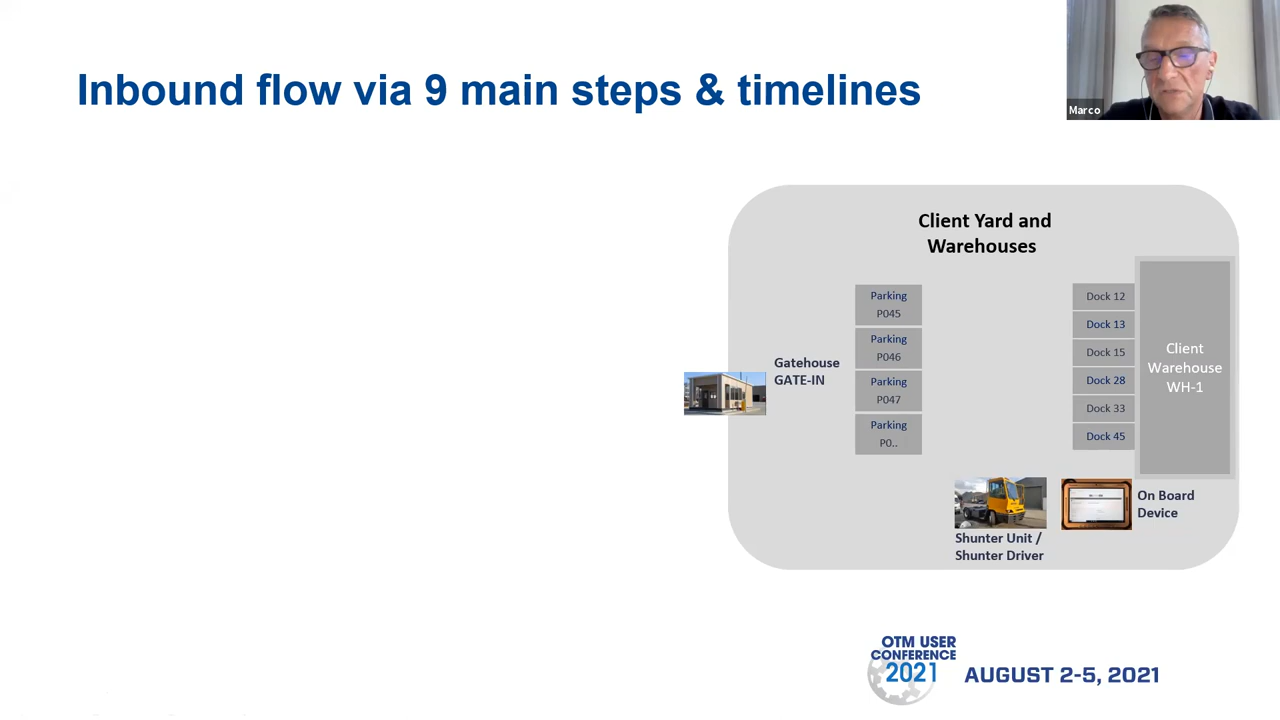 Inbound flow via 9 main steps & timelines
Marco
Client Yard and
Warehouses
Parking
P045
Parking
P046
Parking
P047
Parking
P0..
Gatehouse
GATE-IN
Dock 12
Dock 13
Dock 15
Dock 28
Dock 33
Dock 45
Client
Warehouse
WH-1
Shunter Unit /
Shunter Driver
On Board
Device
OTM USER
CONFERENCE
2021
AUGUST 2-5, 2021